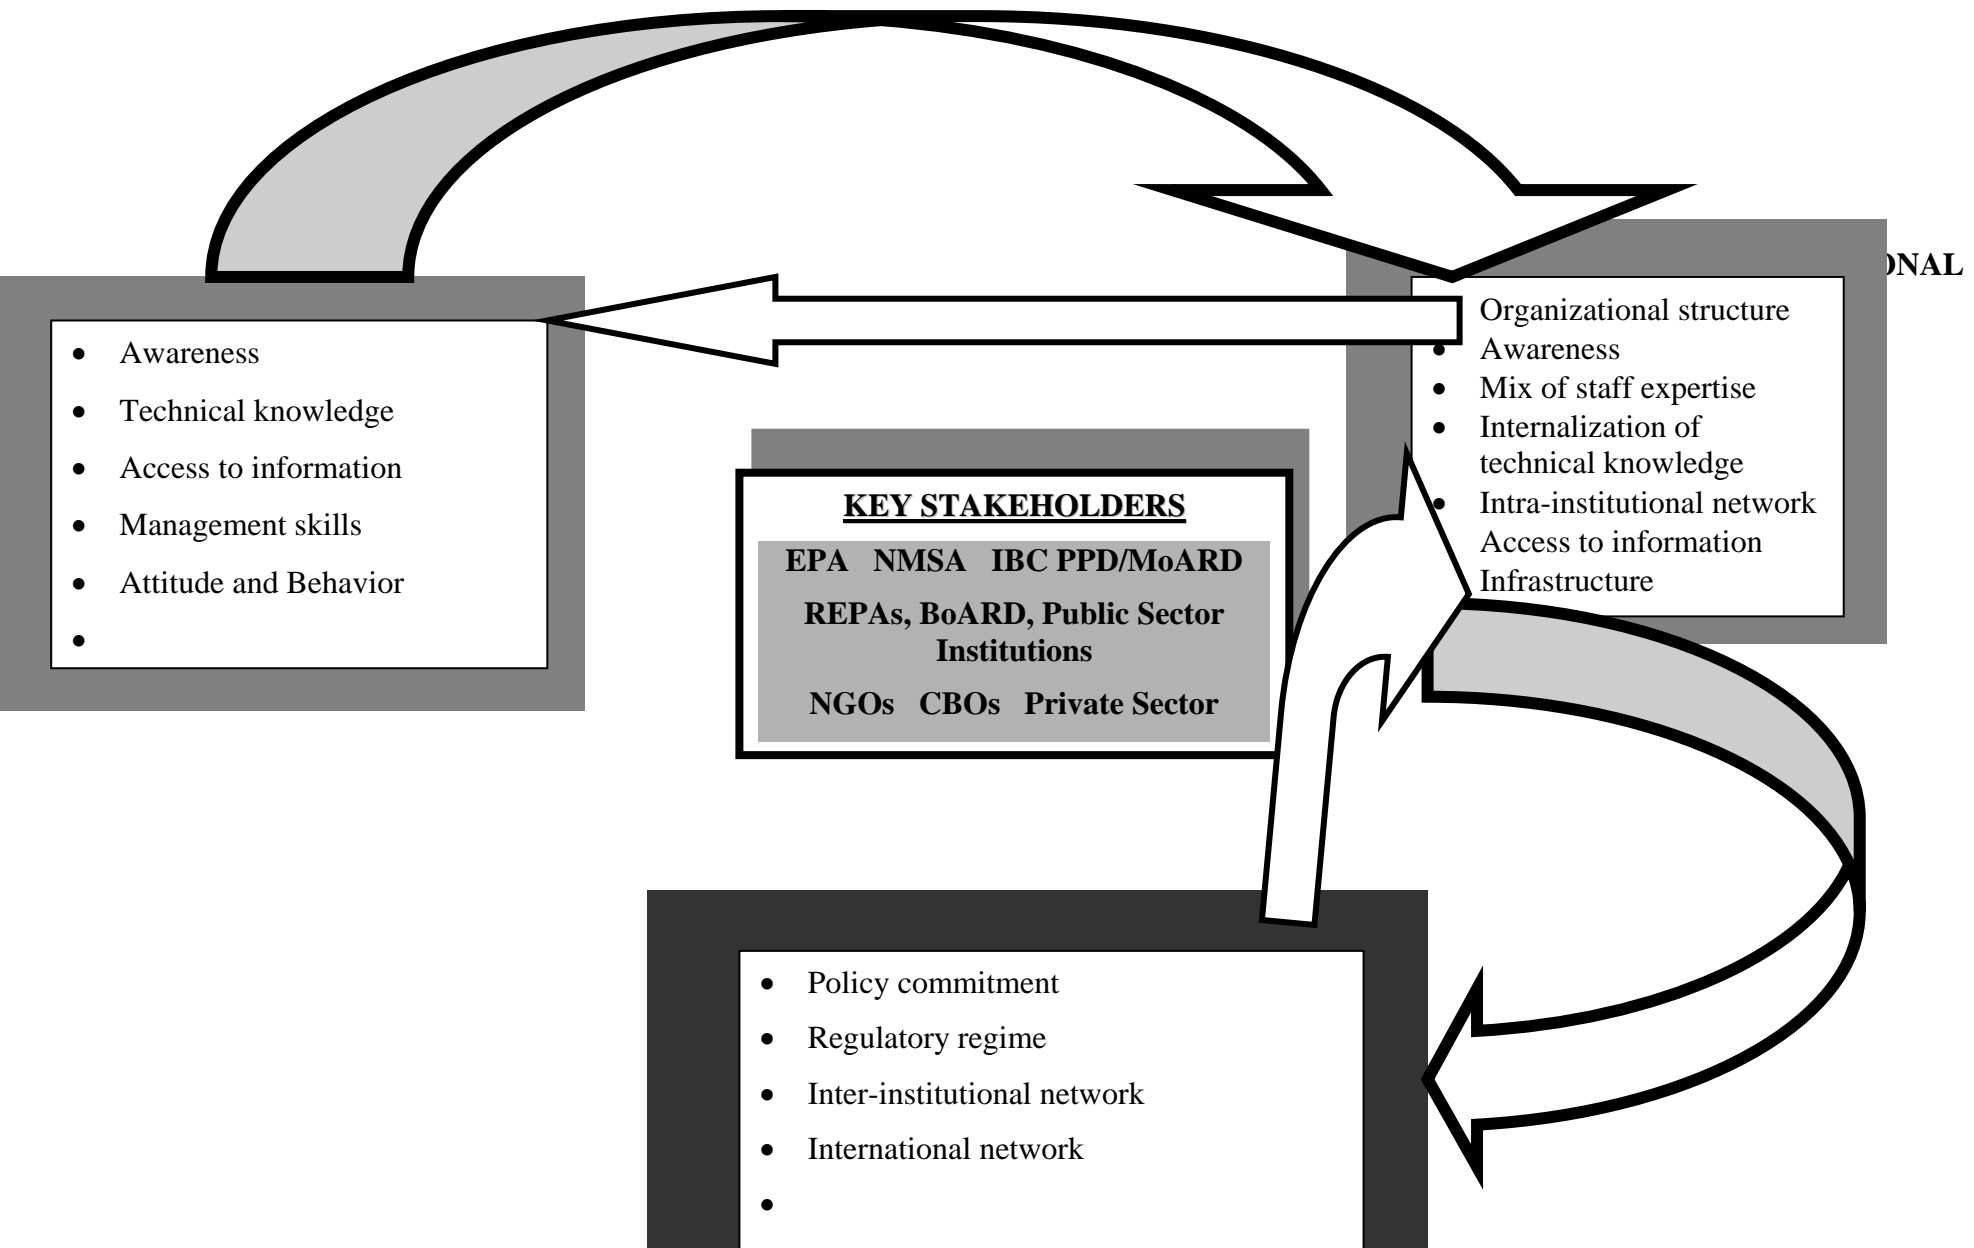 ONAL
• Awareness
• Technical knowledge
• Access to information
• Management skills
• Attitude and Behavior
•
Organizational structure
• Awareness
• Mix of staff expertise
• Internalization of
technical knowledge
• Intra-institutional network
Access to information
Infrastructure
KEY STAKEHOLDERS
EPA NMSA IBC PPD/MoARD
REPAs, BoARD, Public Sector
Institutions
NGOs CBOs Private Sector
• Policy commitment
• Regulatory regime
• Inter-institutional network
• International network
•